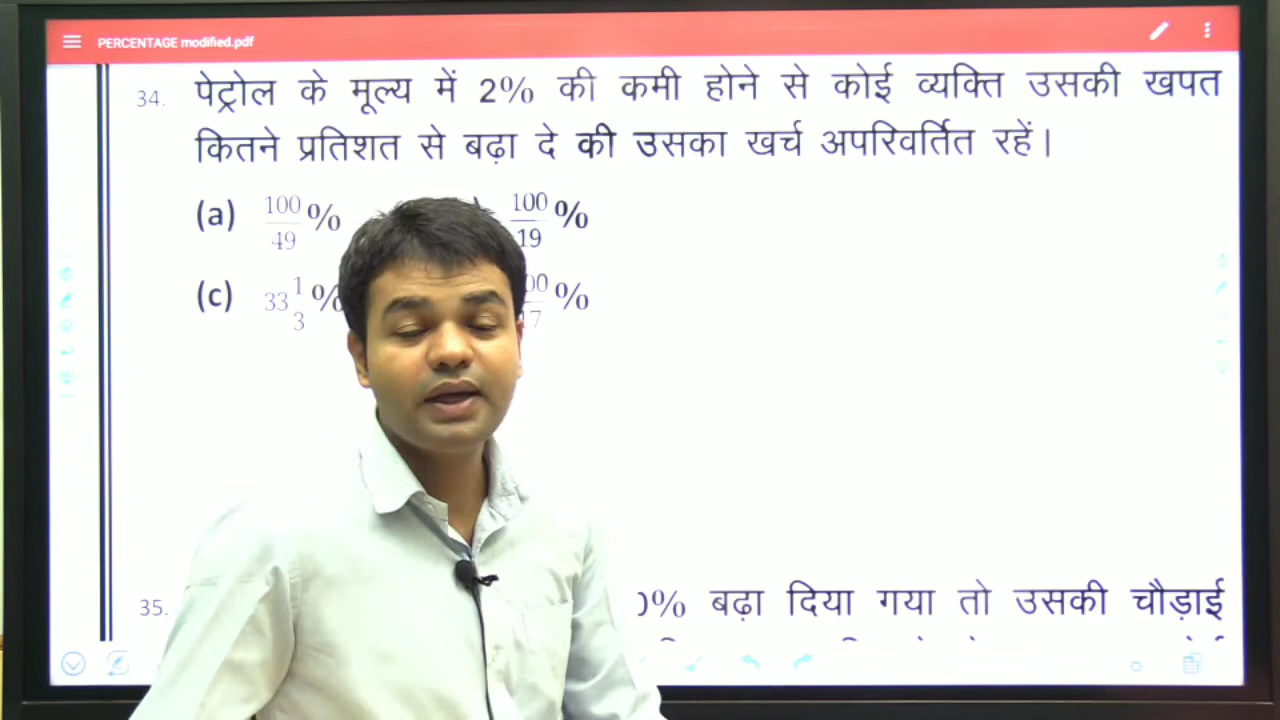 PERCENTAGE modified.pdf
34. पेट्रोल के मूल्य में 2% की कमी होने से कोई व्यक्ति उसकी खपत
कितने प्रतिशत से बढ़ा दे की उसका खर्च अपरिवर्तित रहें।
(a) 100/49 % 100/19 %
(c) 33 1/3 % %
35. % बढ़ा दिया गया तो उसकी चौड़ाई